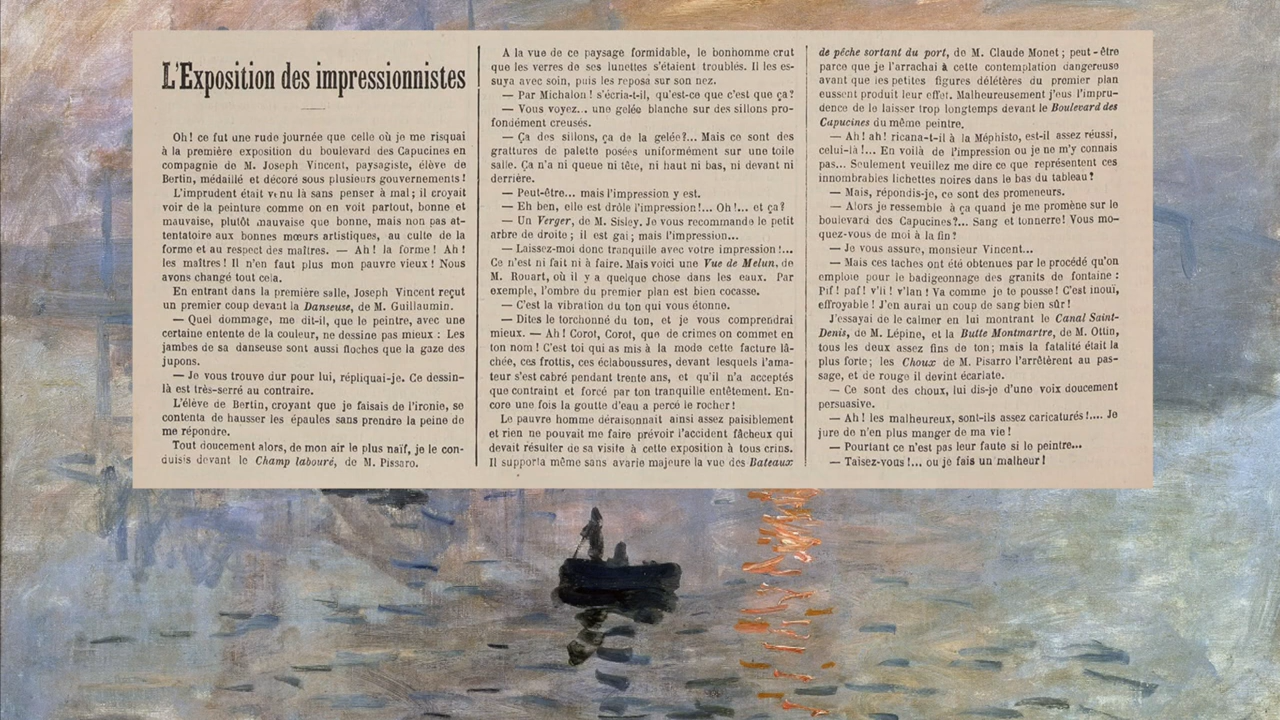 L'Exposition des impressionnistes
Oh! ce fut une rude journée que celle où je me risquai
à la première exposition du boulevard des Capucines en
compagnie de M. Joseph Vincent, paysagiste, élève de
Bertin, médaillé et décoré sous plusieurs gouvernements!
L'imprudent était venu là sans penser à mal; il croyait
voir de la peinture comme on en voit partout, bonne et
mauvaise, plutôt mauvaise que bonne, mais non pas at-
tentatoire aux bonnes mœurs artistiques, au culte de la
forme et au respect des maîtres. — Ah! la forme! Ah!
les maîtres! Il n'en faut plus mon pauvre vieux! Nous
avons changé tout cela.
En entrant dans la première salle, Joseph Vincent reçut
un premier coup devant la Danseuse, de M. Guillaumin.
— Quel dommage, me dit-il, que le peintre, avec une
certaine entente de la couleur, ne dessine pas mieux: Les
jambes de sa danseuse sont aussi floches que la gaze des
jupons.
— Je vous trouve dur pour lui, répliquai-je. Ce dessin-
là est très-serré au contraire.
L'élève de Bertin, croyant que je faisais de l'ironie, se
contenta de hausser les épaules sans prendre la peine de
me répondre.
Tout doucement alors, de mon air le plus naïf, je le con-
duisis devant le Champ labouré, de M. Pissaro.
A la vue de ce paysage formidable, le bonhomme crut
que les verres de ses lunettes s'étaient troublés. Il les es-
suya avec soin, puis les reposa sur son nez.
— Par Michalon! s'écria-t-il, qu'est-ce que c'est que ça?
— Vous voyez... une gelée blanche sur des sillons pro-
fondément creusés.
— Ça des sillons, ça de la gelée?... Mais ce sont des
grattures de palette posées uniformément sur une toile
salle. Ça n'a ni queue ni tête, ni haut ni bas, ni devant ni
derrière.
— Peut-être... mais l'impression y est.
— Eh ben, elle est drôle l'impression!... Oh!... et ça?
— Un Verger, de M. Sisley. Je vous recommande le petit
arbre de droite; il est gai; mais l'impression...
— Laissez-moi donc tranquille avec votre impression!...
Ce n'est ni fait ni à faire. Mais voici une Vue de Melun, de
M. Rouart, où il y a quelque chose dans les eaux. Par
exemple, l'ombre du premier plan est bien cocasse.
— C'est la vibration du ton qui vous étonne.
— Dites le torchonné du ton, et je vous comprendrai
mieux. — Ah! Corot, Corot, que de crimes on commet en
ton nom! C'est toi qui as mis à la mode cette facture lâ-
chée, ces frottis, ces éclaboussures, devant lesquels l'ama-
teur s'est cabré pendant trente ans, et qu'il n'a acceptés
que contraint et forcé par ton tranquille entêtement. En-
core une fois la goutte d'eau a percé le rocher!
Le pauvre homme déraisonnait ainsi assez paisiblement
et rien ne pouvait me faire prévoir l'accident fâcheux qui
devait résulter de sa visite à cette exposition à tous crins.
Il supporta même sans avarie majeure la vue des Bateaux
de pêche sortant du port, de M. Claude Monet; peut-être
parce que je l'arrachai à cette contemplation dangereuse
avant que les petites figures délétères du premier plan
eussent produit leur effet. Malheureusement j'eus l'impru-
dence de le laisser trop longtemps devant le Boulevard des
Capucines du même peintre.
— Ah! ah! ricana-t-il à la Méphisto, est-il assez réussi,
celui-là!... En voilà de l'impression ou je ne m'y connais
pas... Seulement veuillez me dire ce que représentent ces
innombrables lichettes noires dans le bas du tableau?
— Mais, répondis-je, ce sont des promeneurs.
— Alors je ressemble à ça quand je me promène sur le
boulevard des Capucines?... Sang et tonnerre! Vous mo-
quez-vous de moi à la fin?
— Je vous assure, monsieur Vincent...
— Mais ces taches ont été obtenues par le procédé qu'on
emploie pour le badigeonnage des granits de fontaine:
Pif! paf! v'li! v'lan! Va comme je te pousse! C'est inouï,
effroyable! J'en aurai un coup de sang bien sûr!
J'essayai de le calmer en lui montrant le Canal Saint-
Denis, de M. Lépine, et la Butte Montmartre, de M. Ottin,
tous les deux assez fins de ton; mais la fatalité était la
plus forte; les Choux de M. Pisarro l'arrêtèrent au pas-
sage, et de rouge il devint écarlate.
— Ce sont des choux, lui dis-je d'une voix doucement
persuasive.
— Ah! les malheureux, sont-ils assez caricaturés!.... Je
jure de n'en plus manger de ma vie!
— Pourtant ce n'est pas leur faute si le peintre...
— Taisez-vous!... ou je fais un malheur!